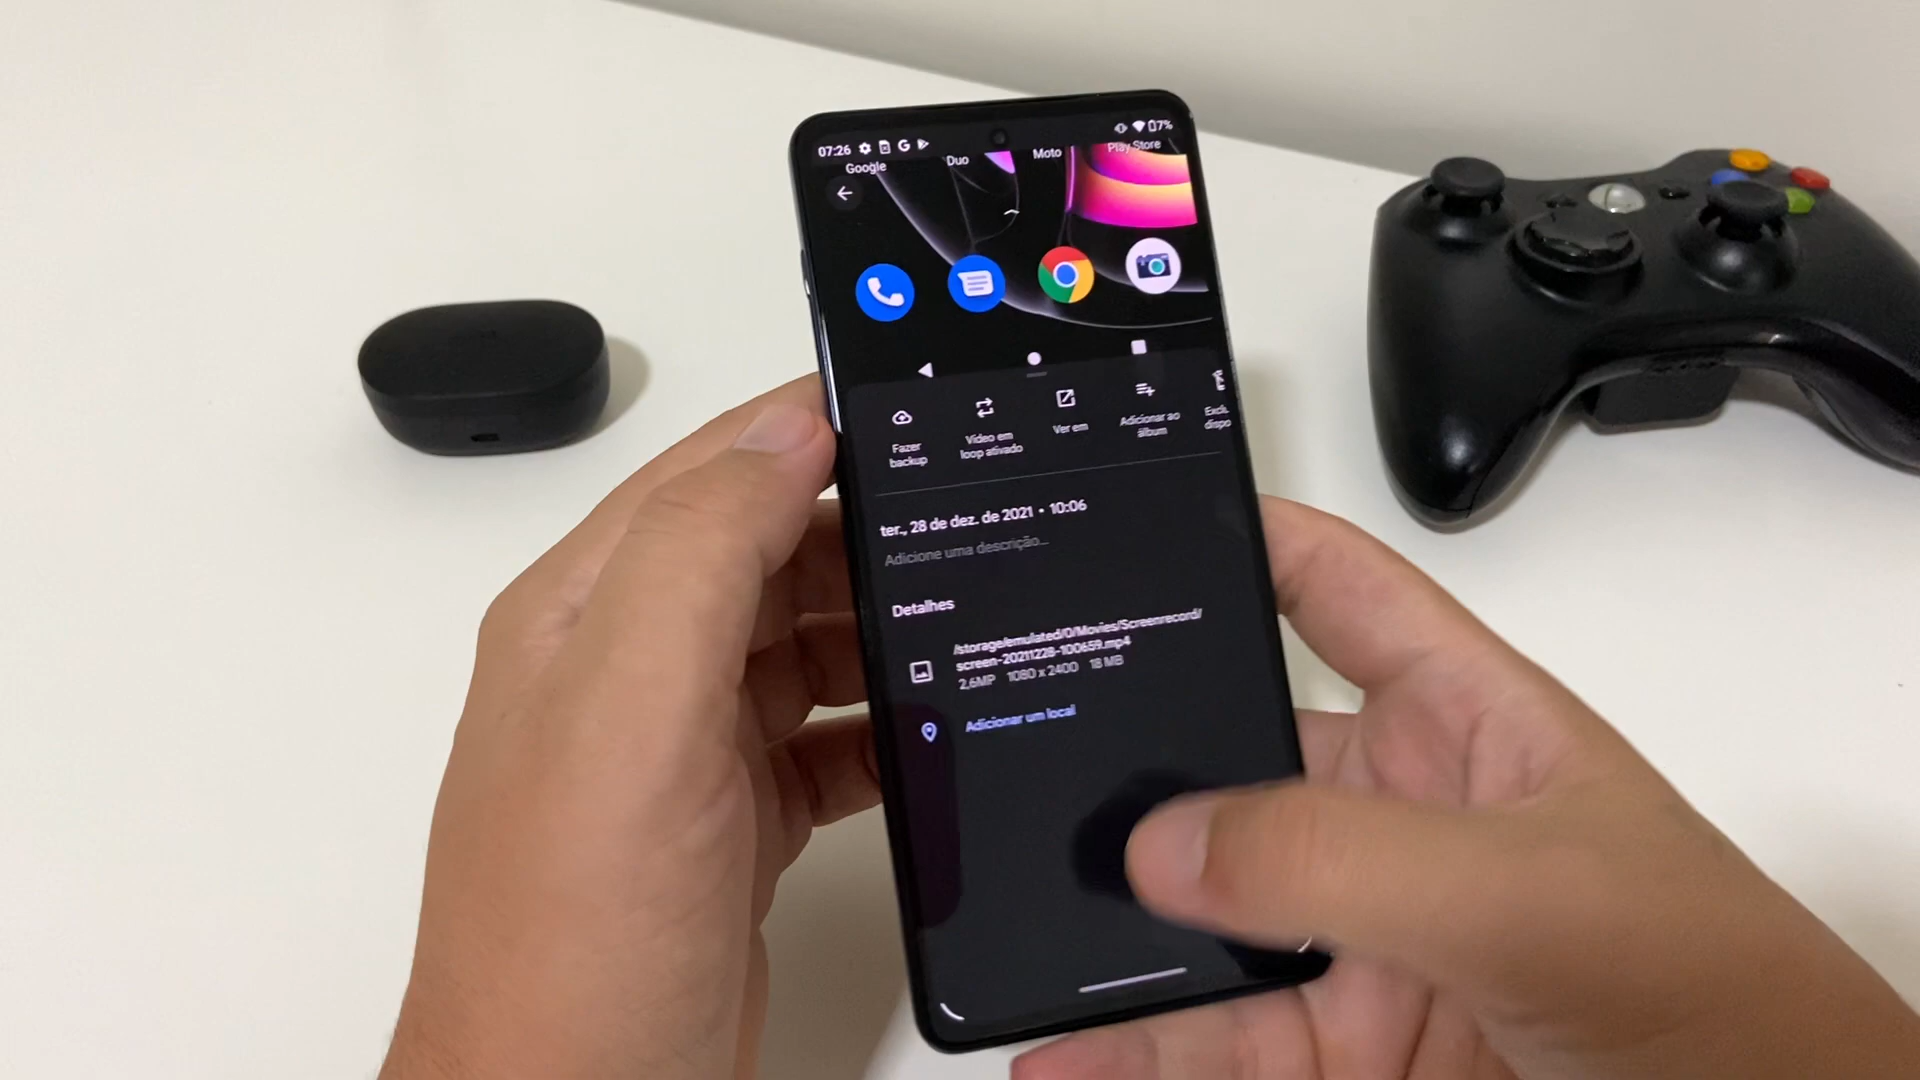 07:26 7%
Google Duo Moto Play Store
Fazer
backup
Vídeo em
loop ativado
Ver em
Adicionar ao
álbum
Exclu
dispo
ter., 28 de dez. de 2021 • 10:06
Adicione uma descrição...
Detalhes
/storage/emulated/0/Movies/Screenrecord/
screen-20211228-100659.mp4
2,6MP 1080 x 2400 18 MB
Adicionar um local